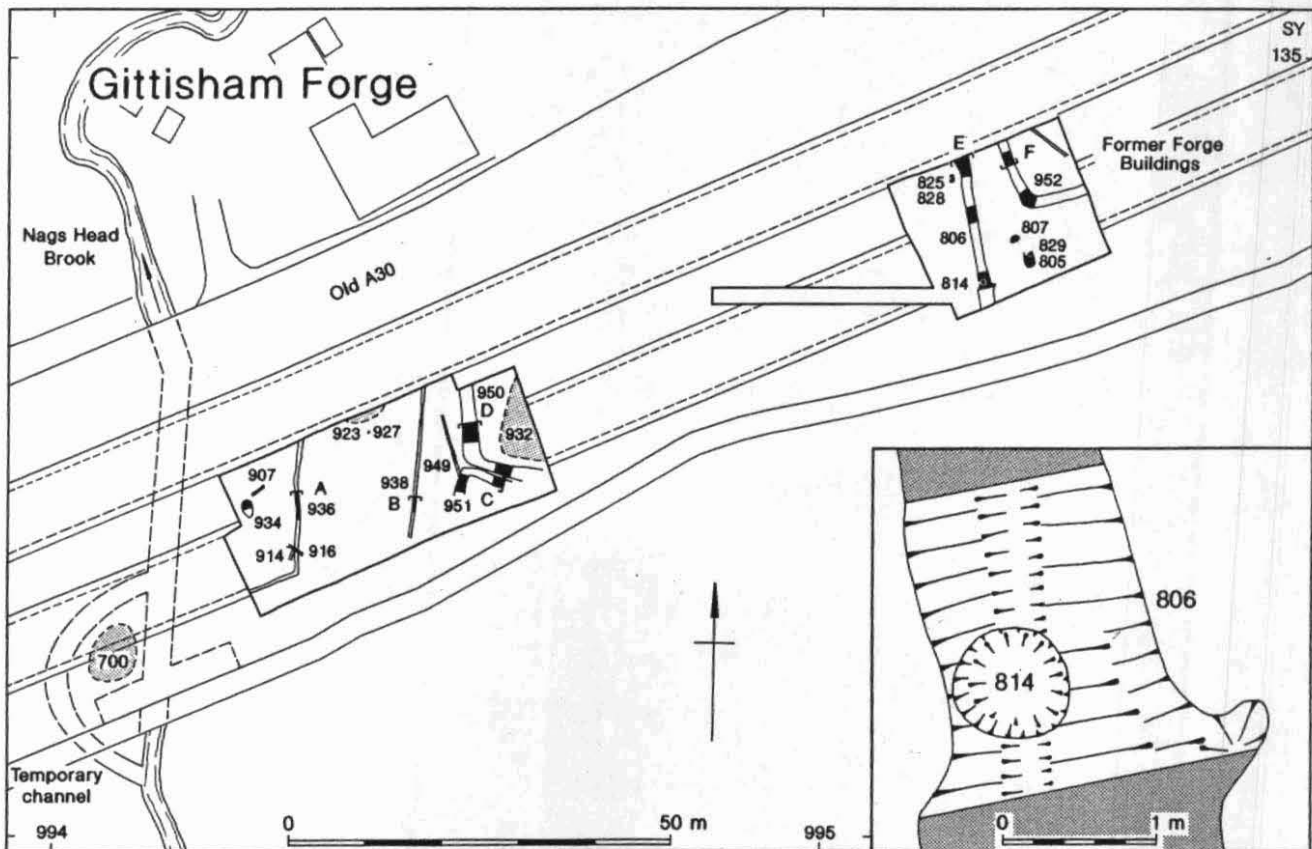 Gittisham Forge
SY
135
Nags Head
Brook
Old A30
Former Forge
Buildings
E
F
825
828
952
806
807
829
805
814
950
D
932
923
927
949
938
B
951
C
907
A
936
934
914
916
700
Temporary
channel
994
0
50 m
995
806
814
0
1 m